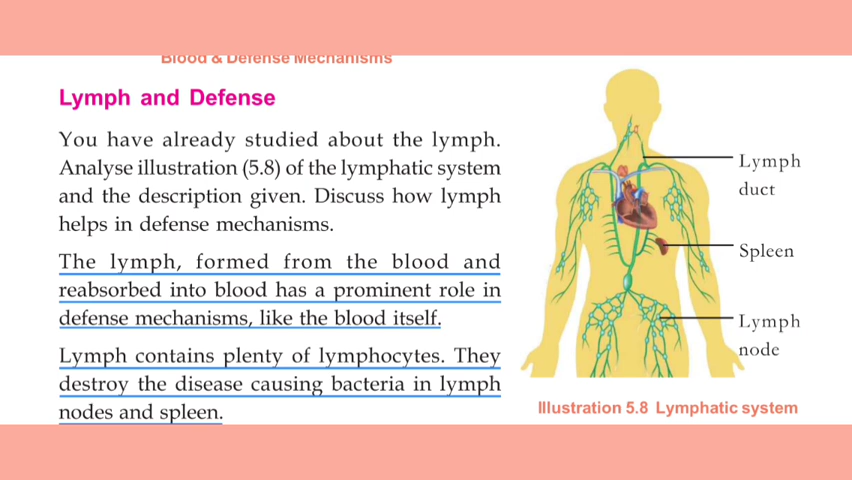 Blood & Defense Mechanisms
Lymph and Defense
You have already studied about the lymph.
Analyse illustration (5.8) of the lymphatic system
and the description given. Discuss how lymph
helps in defense mechanisms.
The lymph, formed from the blood and
reabsorbed into blood has a prominent role in
defense mechanisms, like the blood itself.
Lymph contains plenty of lymphocytes. They
destroy the disease causing bacteria in lymph
nodes and spleen.
Lymph
duct
Spleen
Lymph
node
Illustration 5.8 Lymphatic system